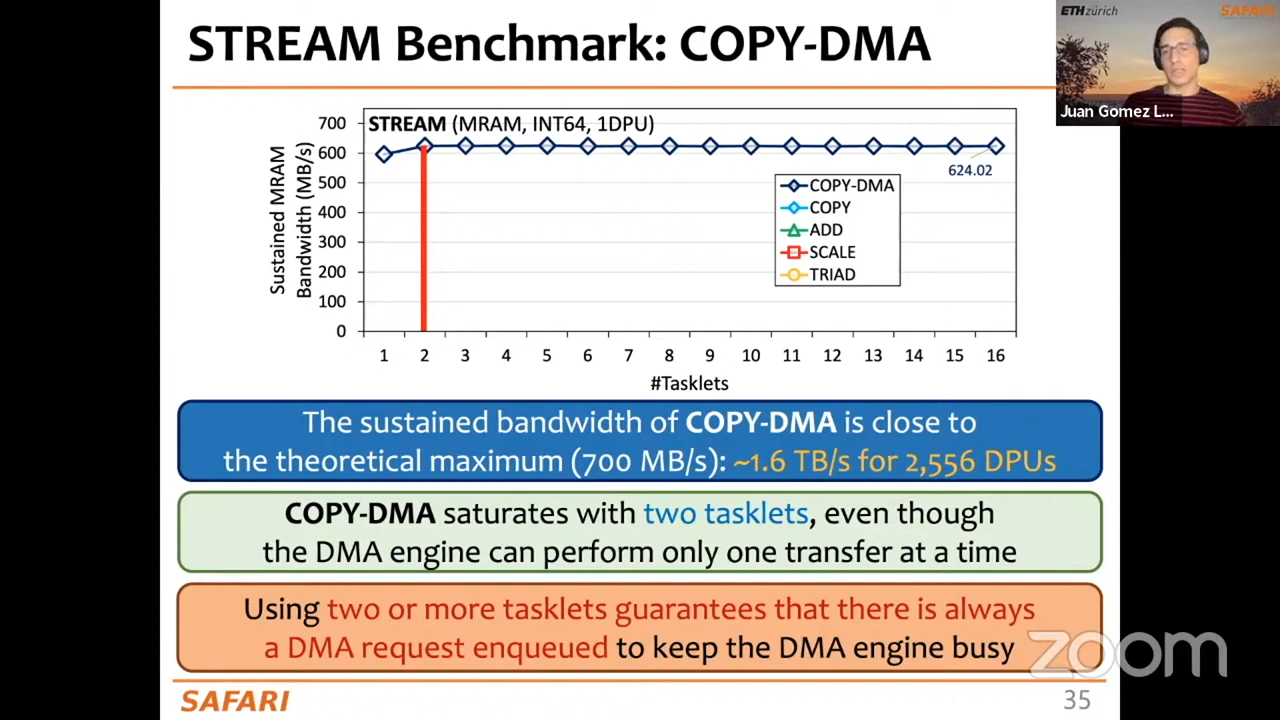 STREAM Benchmark: COPY-DMA
ETH zürich
SAFARI
Juan Gomez L...
STREAM (MRAM, INT64, 1DPU)
Sustained MRAM
Bandwidth (MB/s)
700
600
500
400
300
200
100
0
624.02
COPY-DMA
COPY
ADD
SCALE
TRIAD
1 2 3 4 5 6 7 8 9 10 11 12 13 14 15 16
#Tasklets
The sustained bandwidth of COPY-DMA is close to
the theoretical maximum (700 MB/s): ~1.6 TB/s for 2,556 DPUs
COPY-DMA saturates with two tasklets, even though
the DMA engine can perform only one transfer at a time
Using two or more tasklets guarantees that there is always
a DMA request enqueued to keep the DMA engine busy
zoom
SAFARI
35